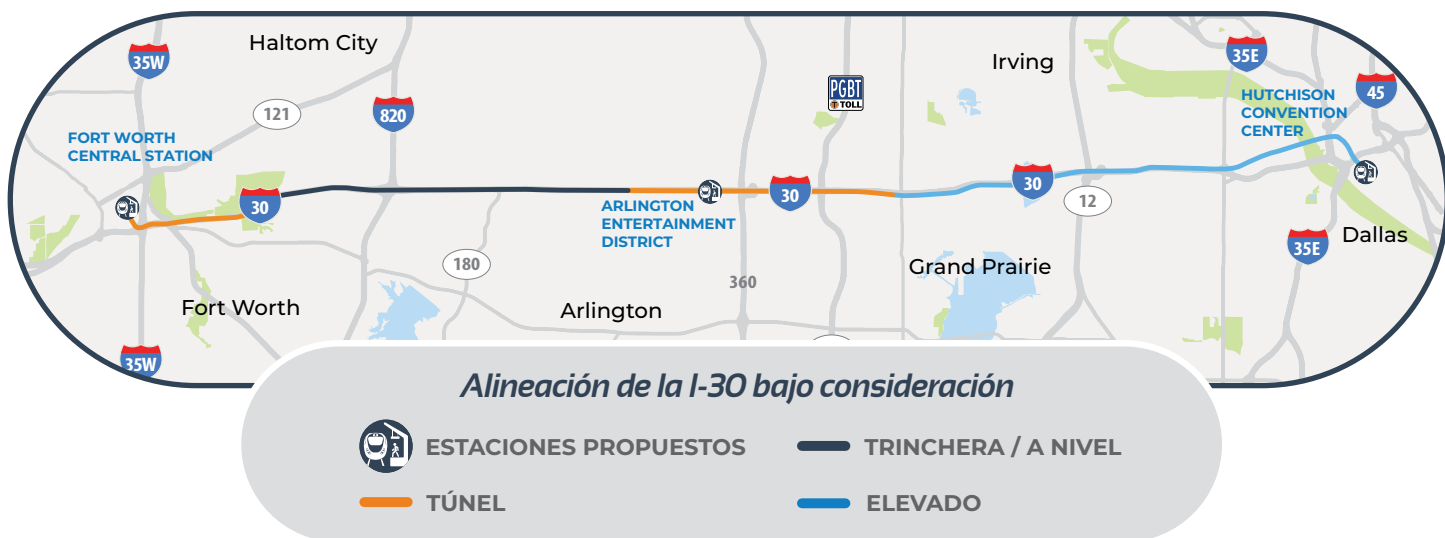 Haltom City
35W
121
820
PGBT
TOLL
Irving
35E
45
HUTCHISON
CONVENTION
CENTER
FORT WORTH
CENTRAL STATION
30
ARLINGTON
ENTERTAINMENT
DISTRICT
30
30
12
Dallas
35E
180
360
Grand Prairie
Fort Worth
Arlington
35W
Alineación de la I-30 bajo consideración
ESTACIONES PROPUESTOS
TRINCHERA / A NIVEL
TÚNEL
ELEVADO